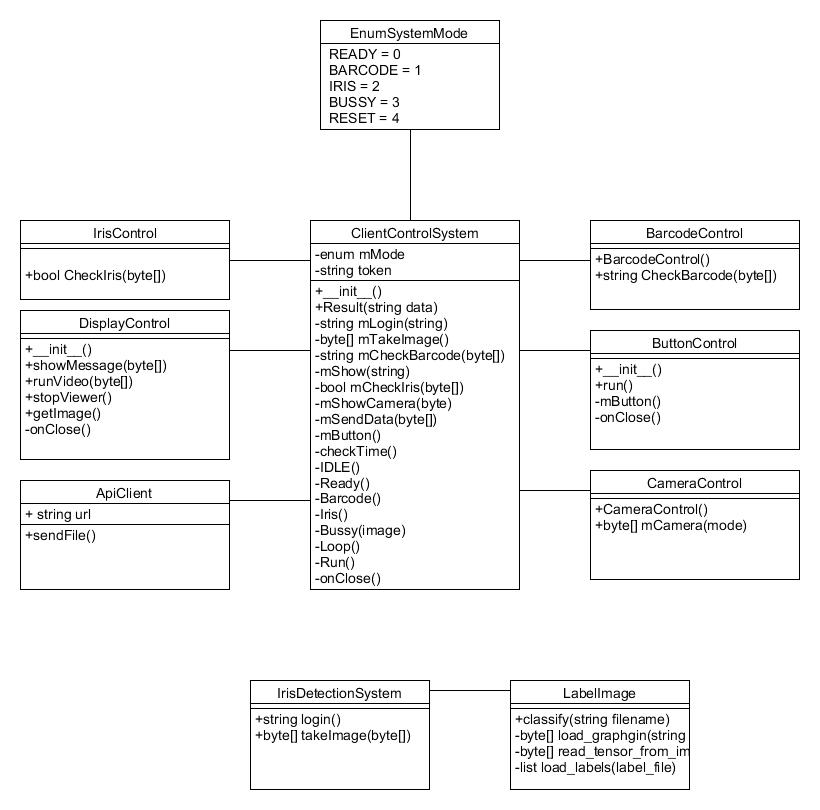 EnumSystemMode
READY = 0
BARCODE = 1
IRIS = 2
BUSSY = 3
RESET = 4
IrisControl
+bool CheckIris(byte[])
DisplayControl
+__init__()
+showMessage(byte[])
+runVideo(byte[])
+stopViewer()
+getImage()
-onClose()
ApiClient
+ string url
+sendFile()
ClientControlSystem
-enum mMode
-string token
+__init__()
+Result(string data)
-string mLogin(string)
-byte[] mTakeImage()
-string mCheckBarcode(byte[])
-mShow(string)
-bool mCheckIris(byte[])
-mShowCamera(byte)
-mSendData(byte[])
-mButton()
-checkTime()
-IDLE()
-Ready()
-Barcode()
-Iris()
-Bussy(image)
-Loop()
-Run()
-onClose()
BarcodeControl
+BarcodeControl()
+string CheckBarcode(byte[])
ButtonControl
+__init__()
+run()
-mButton()
-onClose()
CameraControl
+CameraControl()
+byte[] mCamera(mode)
IrisDetectionSystem
+string login()
+byte[] takeImage(byte[])
LabelImage
+classify(string filename)
-byte[] load_graphgin(string
-byte[] read_tensor_from_im
-list load_labels(label_file)